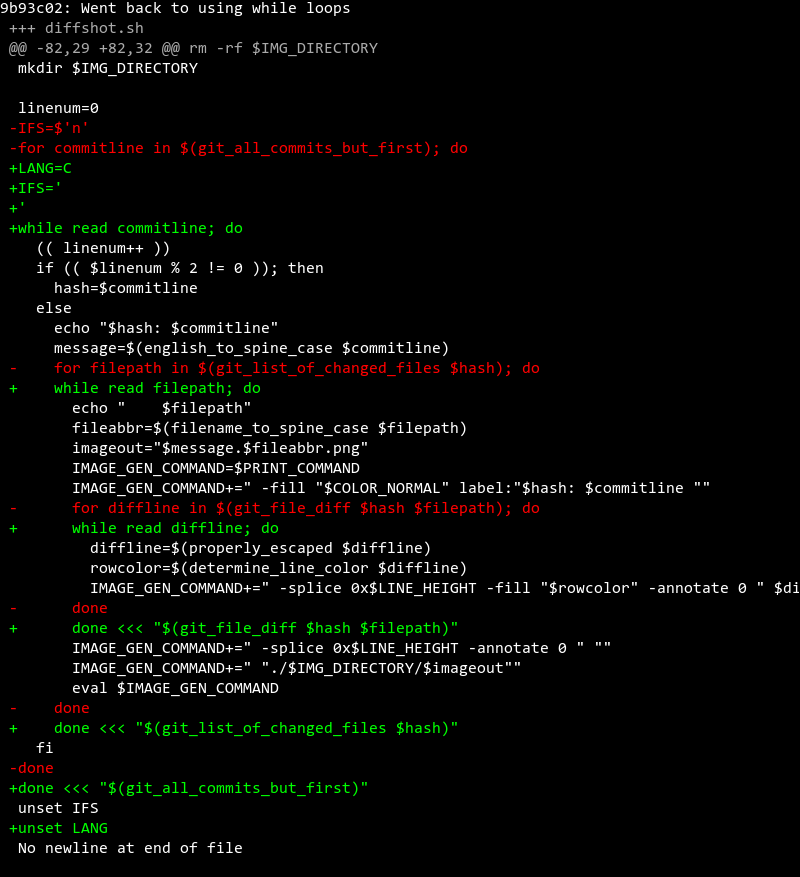 9b93c02: Went back to using while loops
+++ diffshot.sh
@@ -82,29 +82,32 @@ rm -rf $IMG_DIRECTORY
 mkdir $IMG_DIRECTORY

 linenum=0
-IFS=$'n'
-for commitline in $(git_all_commits_but_first); do
+LANG=C
+IFS='
+'
+while read commitline; do
   (( linenum++ ))
   if (( $linenum % 2 != 0 )); then
     hash=$commitline
   else
     echo "$hash: $commitline"
     message=$(english_to_spine_case $commitline)
-    for filepath in $(git_list_of_changed_files $hash); do
+    while read filepath; do
       echo "    $filepath"
       fileabbr=$(filename_to_spine_case $filepath)
       imageout="$message.$fileabbr.png"
       IMAGE_GEN_COMMAND=$PRINT_COMMAND
       IMAGE_GEN_COMMAND+=" -fill "$COLOR_NORMAL" label:"$hash: $commitline ""
-      for diffline in $(git_file_diff $hash $filepath); do
+      while read diffline; do
         diffline=$(properly_escaped $diffline)
         rowcolor=$(determine_line_color $diffline)
         IMAGE_GEN_COMMAND+=" -splice 0x$LINE_HEIGHT -fill "$rowcolor" -annotate 0 " $di
-      done
+      done <<< "$(git_file_diff $hash $filepath)"
       IMAGE_GEN_COMMAND+=" -splice 0x$LINE_HEIGHT -annotate 0 " ""
       IMAGE_GEN_COMMAND+=" "./$IMG_DIRECTORY/$imageout""
       eval $IMAGE_GEN_COMMAND
-    done
+    done <<< "$(git_list_of_changed_files $hash)"
   fi
-done
+done <<< "$(git_all_commits_but_first)"
 unset IFS
+unset LANG
 No newline at end of file